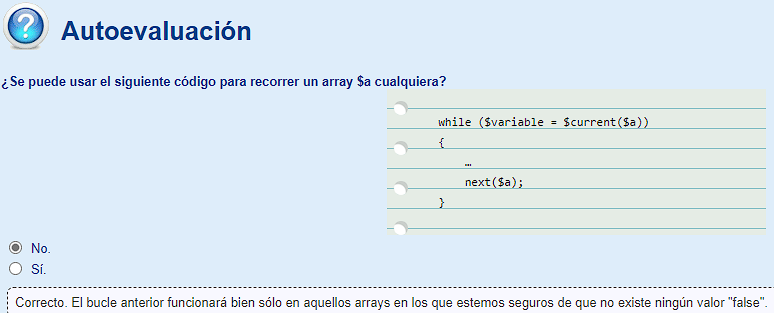 Autoevaluación
¿Se puede usar el siguiente código para recorrer un array $a cualquiera?
while ($variable = $current($a))
{
…
next($a);
}
No.
Sí.
Correcto. El bucle anterior funcionará bien sólo en aquellos arrays en los que estemos seguros de que no existe ningún valor "false".